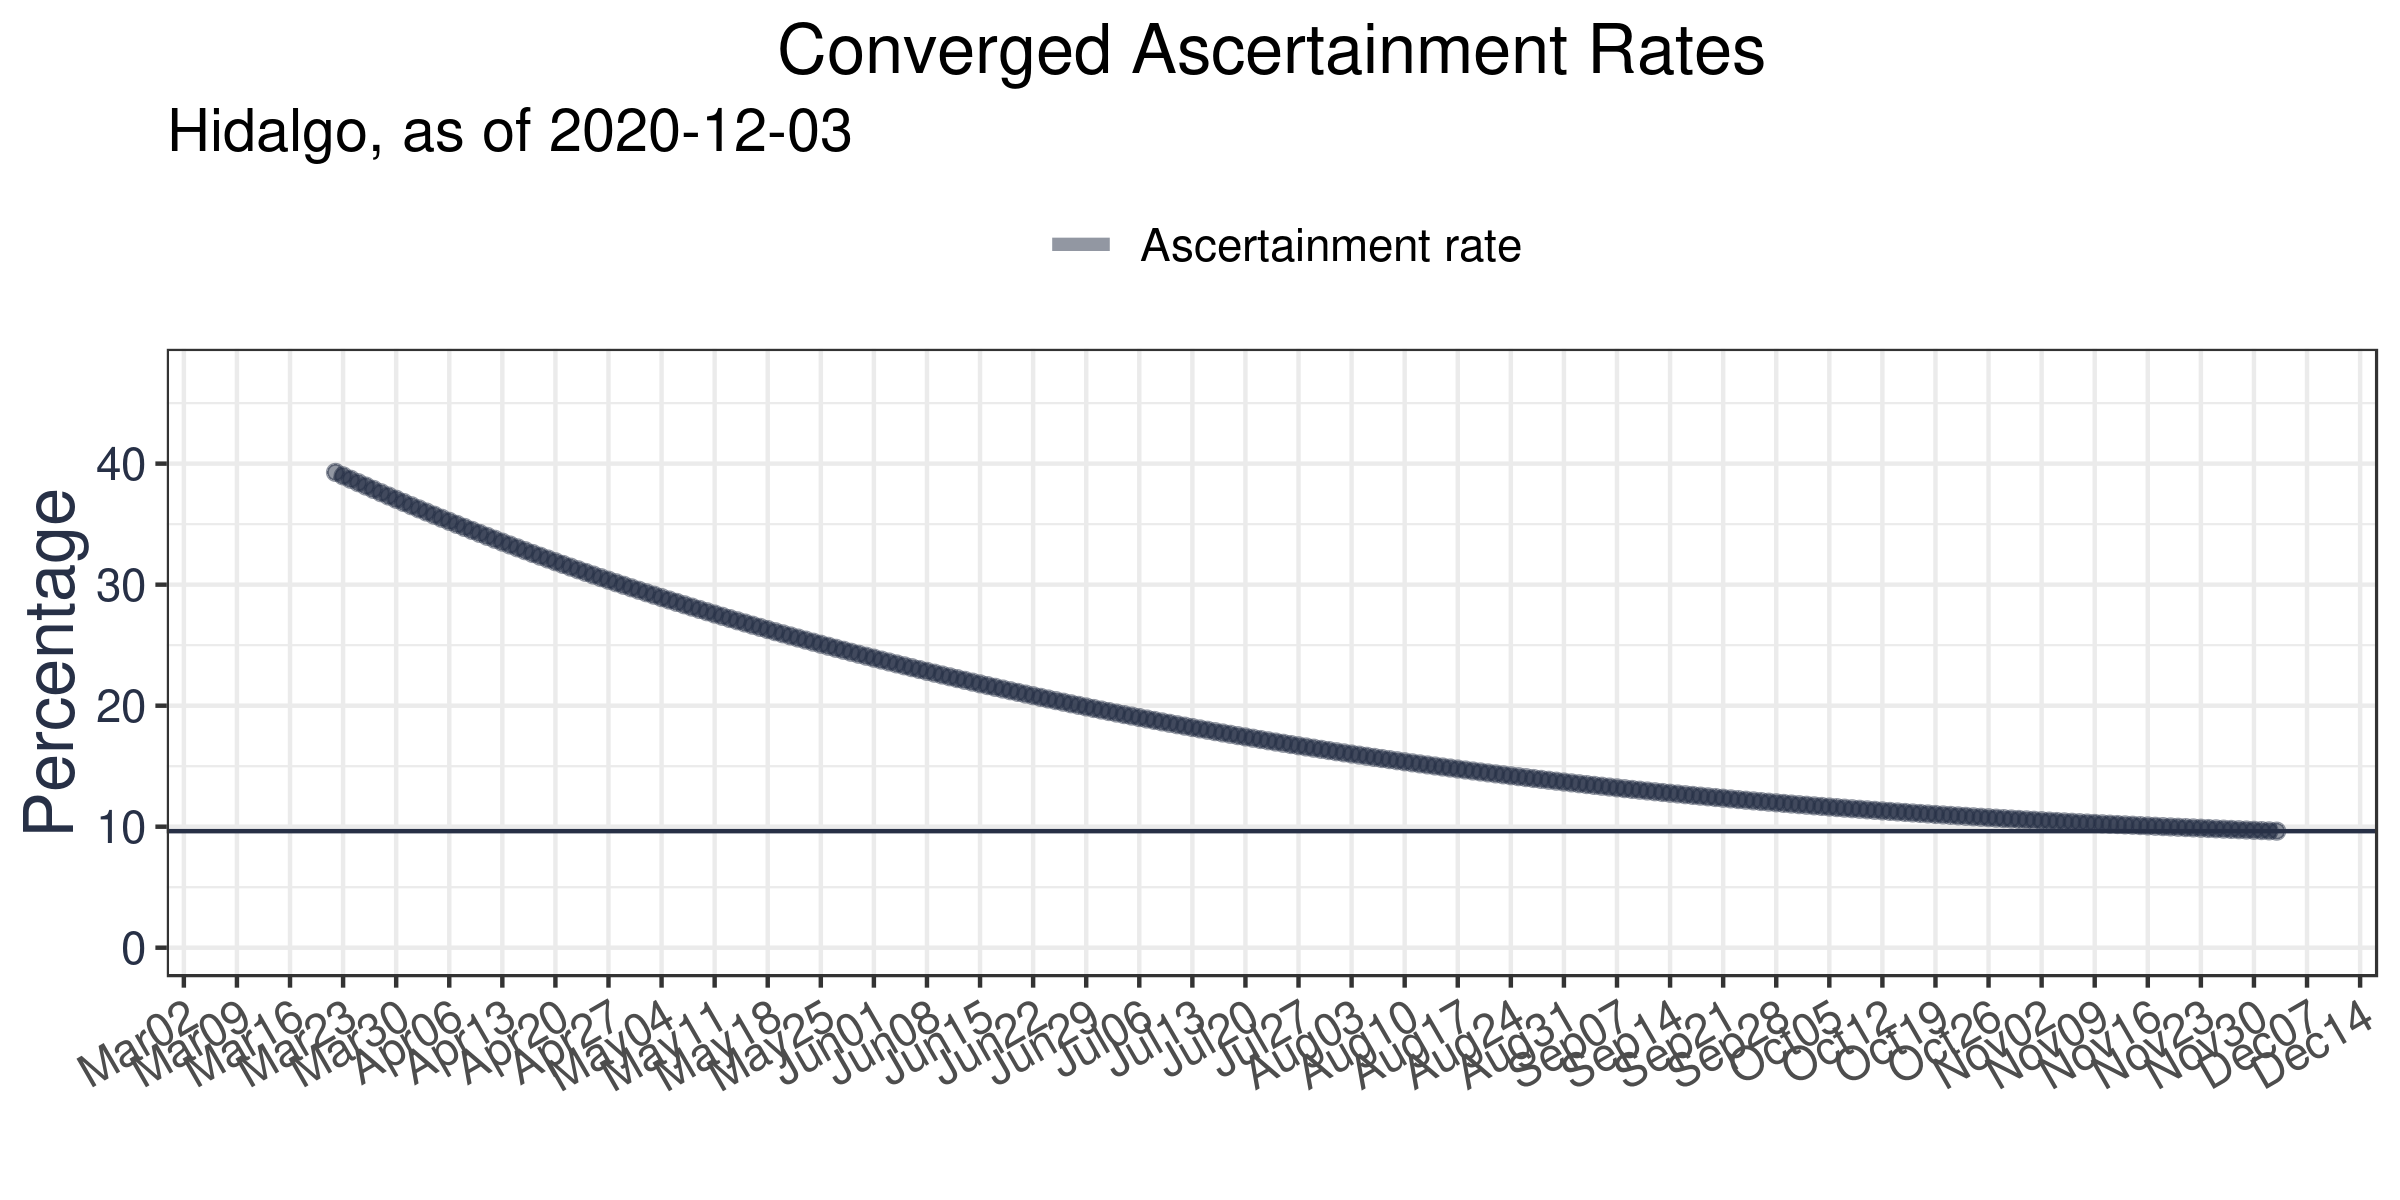 Converged Ascertainment Rates
Hidalgo, as of 2020-12-03
Ascertainment rate
Percentage
40
30
20
10
0
Mar02
Mar09
Mar16
Mar23
Mar30
Apr06
Apr13
Apr20
Apr27
May04
May11
May18
May25
Jun01
Jun08
Jun15
Jun22
Jun29
Jul06
Jul13
Jul20
Jul27
Aug03
Aug10
Aug17
Aug24
Aug31
Sep07
Sep14
Sep21
Sep28
Oct05
Oct12
Oct19
Oct26
Nov02
Nov09
Nov16
Nov23
Nov30
Dec07
Dec14